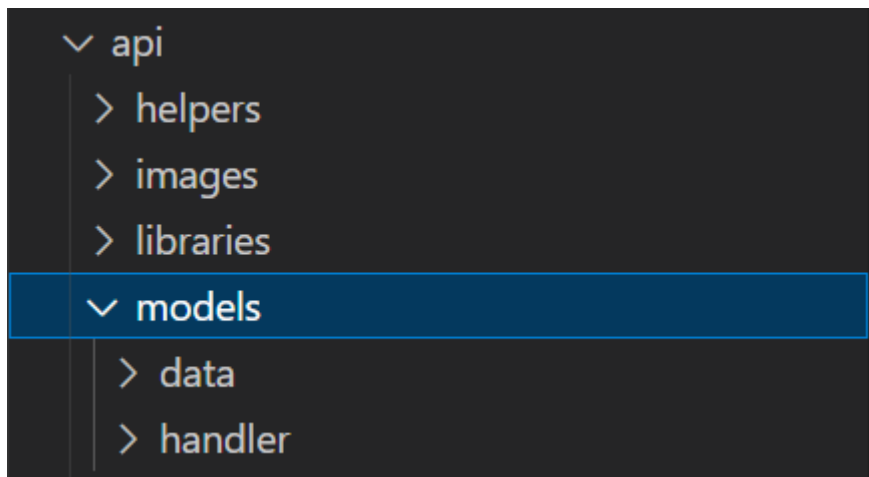 api
helpers
images
libraries
models
data
handler